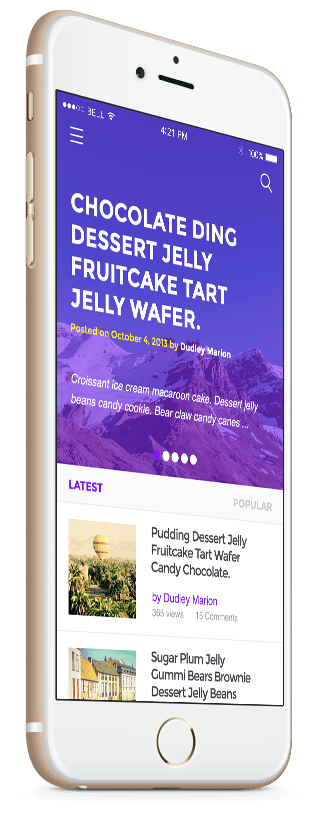 BELL
4:21 PM
100%
CHOCOLATE DING
DESSERT JELLY
FRUITCAKE TART
JELLY WAFER.
Posted on October 4, 2013 by Dudley Marion
Croissant ice cream macaroon cake. Dessert jelly
beans candy cookie. Bear claw candy canes ...
LATEST
POPULAR
Pudding Dessert Jelly
Fruitcake Tart Wafer
Candy Chocolate.
by Dudley Marion
365 views 15 Comments
Sugar Plum Jelly
Gummi Bears Brownie
Dessert Jelly Beans